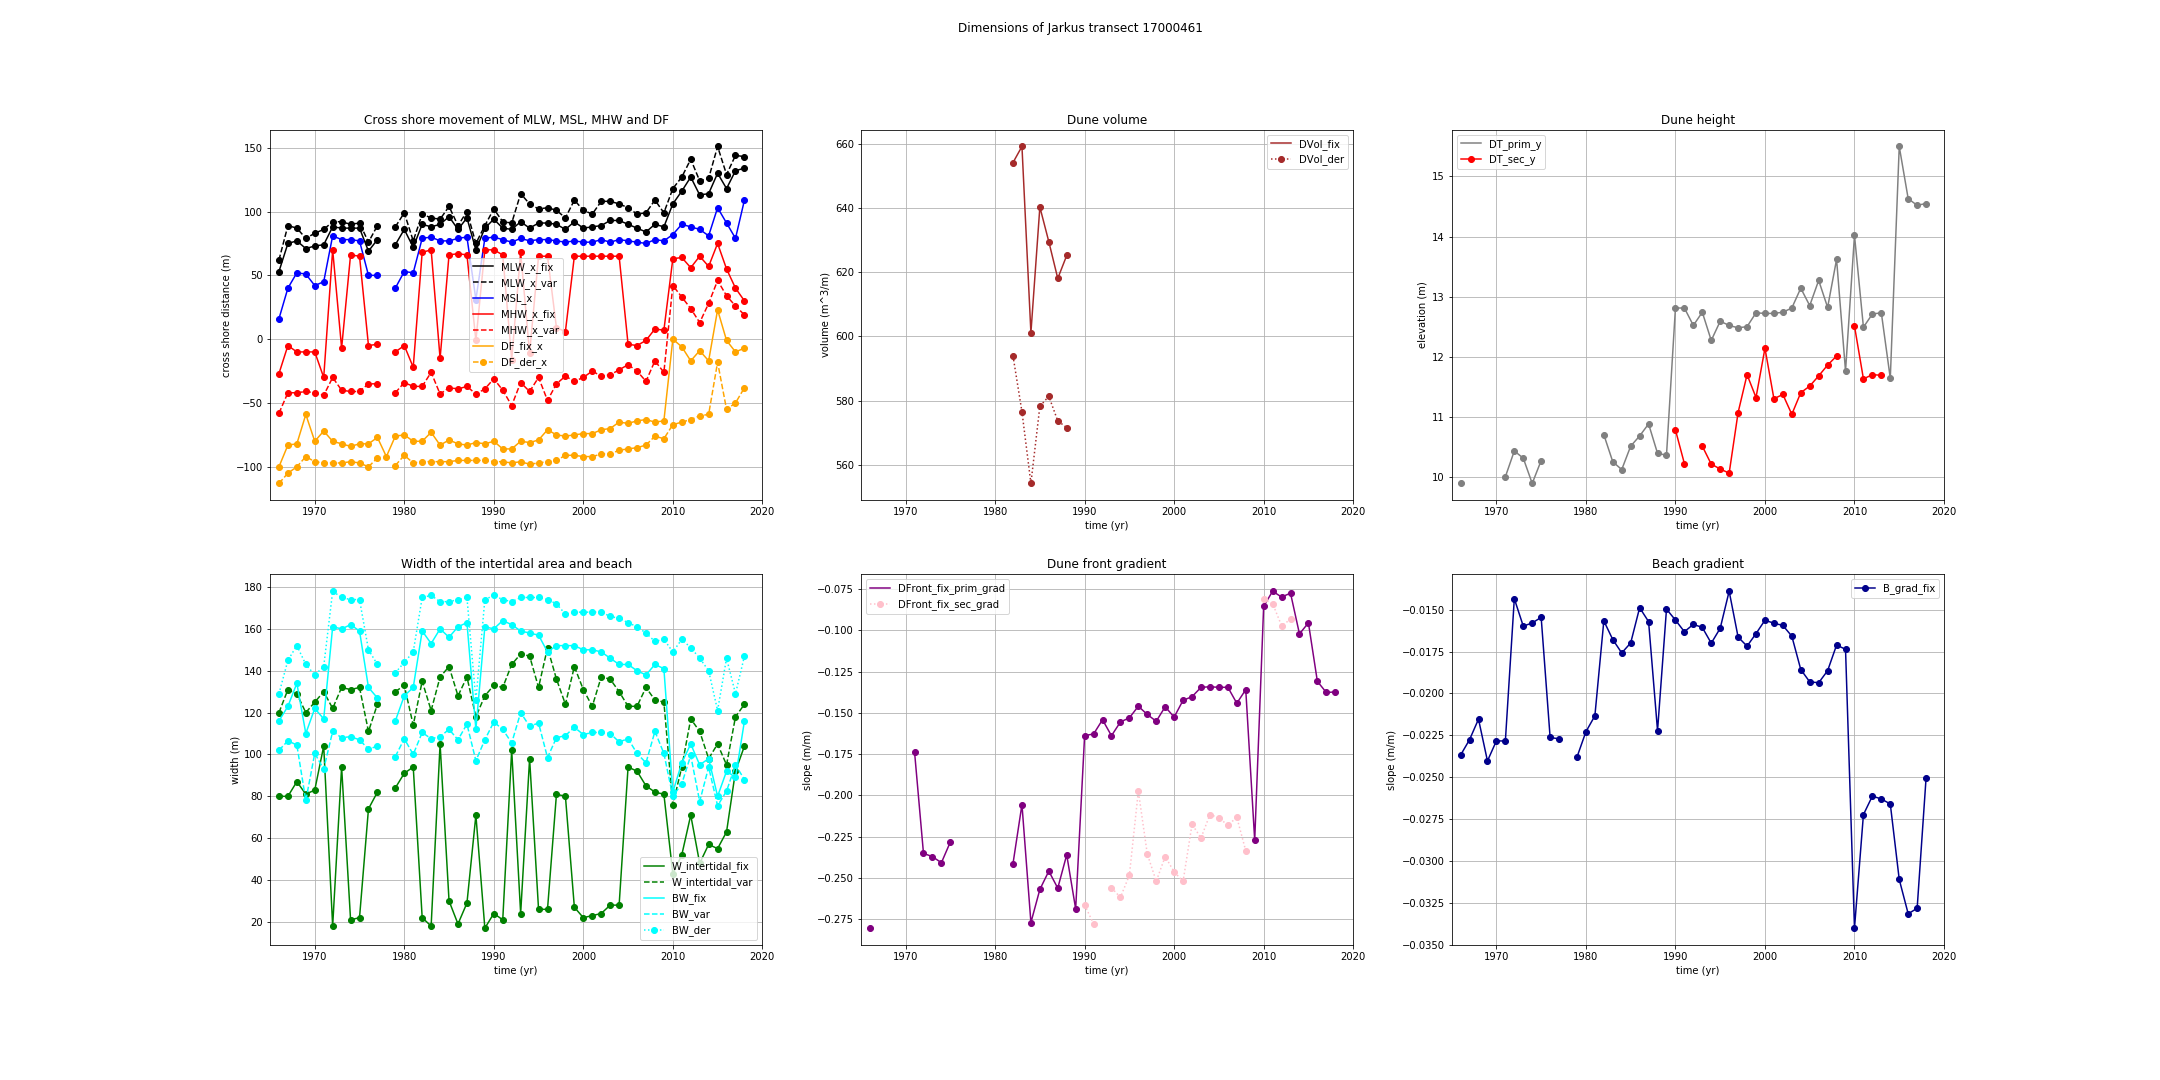 Dimensions of Jarkus transect 17000461
Cross shore movement of MLW, MSL, MHW and DF
cross shore distance (m)
150
100
50
0
−50
−100
MLW_x_fix
MLW_x_var
MSL_x
MHW_x_fix
MHW_x_var
DF_fix_x
DF_der_x
1970 1980 1990 2000 2010 2020
time (yr)
Dune volume
volume (m^3/m)
660
640
620
600
580
560
DVol_fix
DVol_der
1970 1980 1990 2000 2010 2020
time (yr)
Dune height
elevation (m)
15
14
13
12
11
10
DT_prim_y
DT_sec_y
1970 1980 1990 2000 2010 2020
time (yr)
Width of the intertidal area and beach
width (m)
180
160
140
120
100
80
60
40
20
W_intertidal_fix
W_intertidal_var
BW_fix
BW_var
BW_der
1970 1980 1990 2000 2010 2020
time (yr)
Dune front gradient
slope (m/m)
−0.075
−0.100
−0.125
−0.150
−0.175
−0.200
−0.225
−0.250
−0.275
DFront_fix_prim_grad
DFront_fix_sec_grad
1970 1980 1990 2000 2010 2020
time (yr)
Beach gradient
slope (m/m)
−0.0150
−0.0175
−0.0200
−0.0225
−0.0250
−0.0275
−0.0300
−0.0325
−0.0350
B_grad_fix
1970 1980 1990 2000 2010 2020
time (yr)